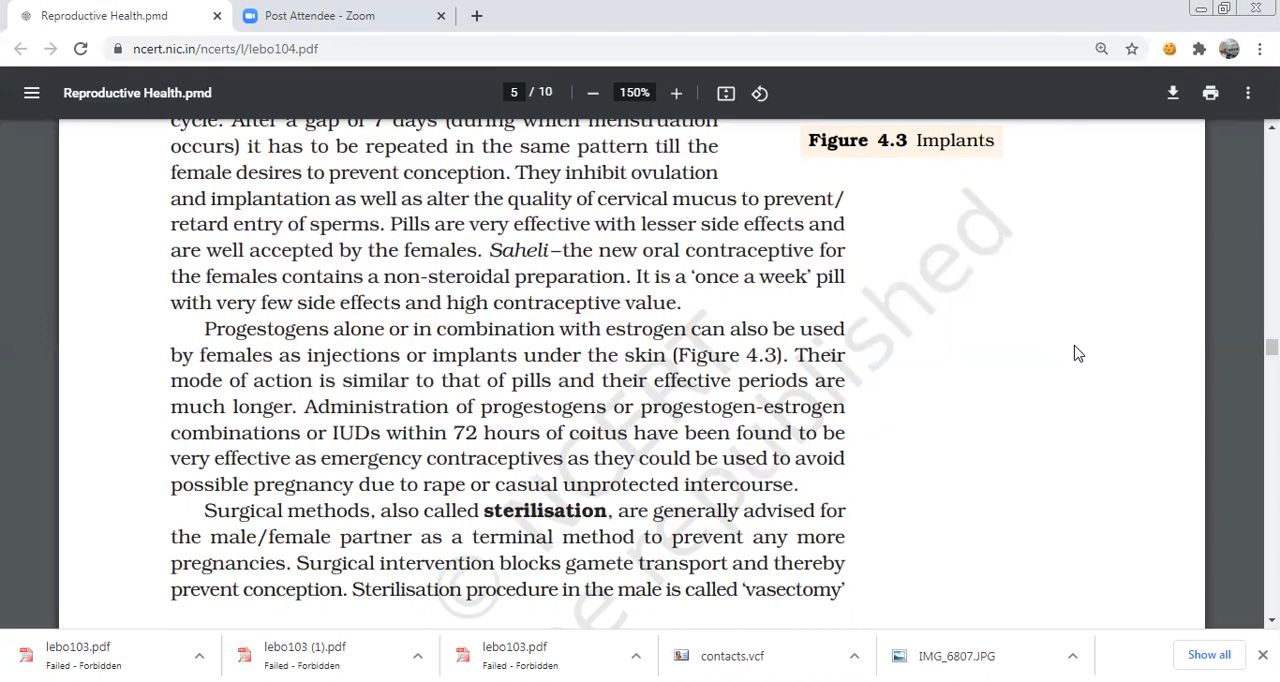 Reproductive Health.pmd
Post Attendee - Zoom
ncert.nic.in/ncerts/l/lebo104.pdf
Reproductive Health.pmd
5 / 10
150%
cycle. After a gap of 7 days (during which menstruation
occurs) it has to be repeated in the same pattern till the
female desires to prevent conception. They inhibit ovulation
and implantation as well as alter the quality of cervical mucus to prevent/
retard entry of sperms. Pills are very effective with lesser side effects and
are well accepted by the females. Saheli–the new oral contraceptive for
the females contains a non-steroidal preparation. It is a ‘once a week’ pill
with very few side effects and high contraceptive value.
Figure 4.3 Implants
Progestogens alone or in combination with estrogen can also be used
by females as injections or implants under the skin (Figure 4.3). Their
mode of action is similar to that of pills and their effective periods are
much longer. Administration of progestogens or progestogen-estrogen
combinations or IUDs within 72 hours of coitus have been found to be
very effective as emergency contraceptives as they could be used to avoid
possible pregnancy due to rape or casual unprotected intercourse.
Surgical methods, also called sterilisation, are generally advised for
the male/female partner as a terminal method to prevent any more
pregnancies. Surgical intervention blocks gamete transport and thereby
prevent conception. Sterilisation procedure in the male is called ‘vasectomy’
© NCERT
be republished
lebo103.pdf
Failed - Forbidden
lebo103 (1).pdf
Failed - Forbidden
lebo103.pdf
Failed - Forbidden
contacts.vcf
IMG_6807.JPG
Show all